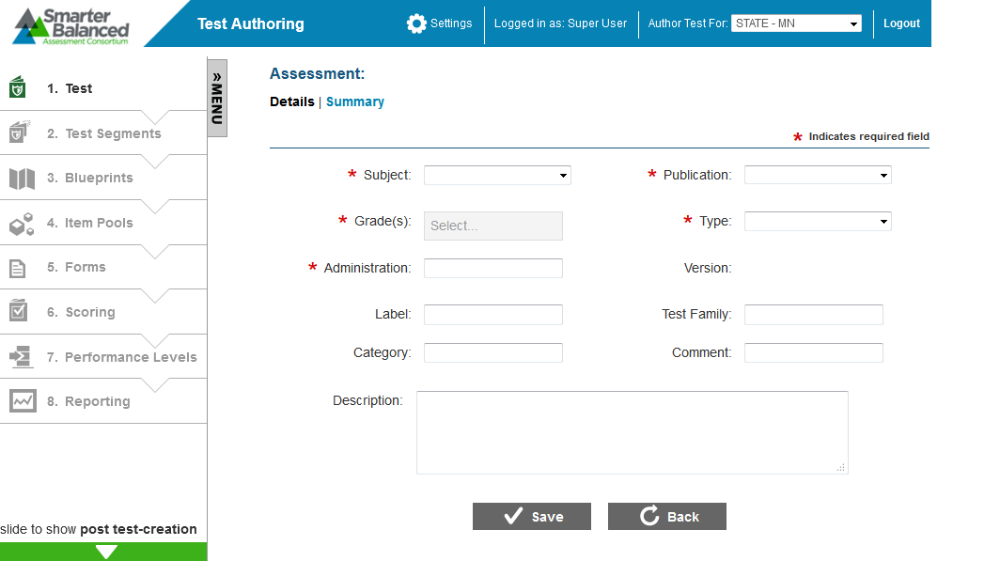 Smarter
Balanced
Assessment Consortium
Test Authoring
Settings
Logged in as: Super User
Author Test For: STATE - MN
Logout
1. Test
2. Test Segments
3. Blueprints
4. Item Pools
5. Forms
6. Scoring
7. Performance Levels
8. Reporting
slide to show post test-creation
» MENU
Assessment:
Details | Summary
* Indicates required field
* Subject:
* Publication:
* Grade(s): Select...
* Type:
* Administration:
Version:
Label:
Test Family:
Category:
Comment:
Description:
Save
Back